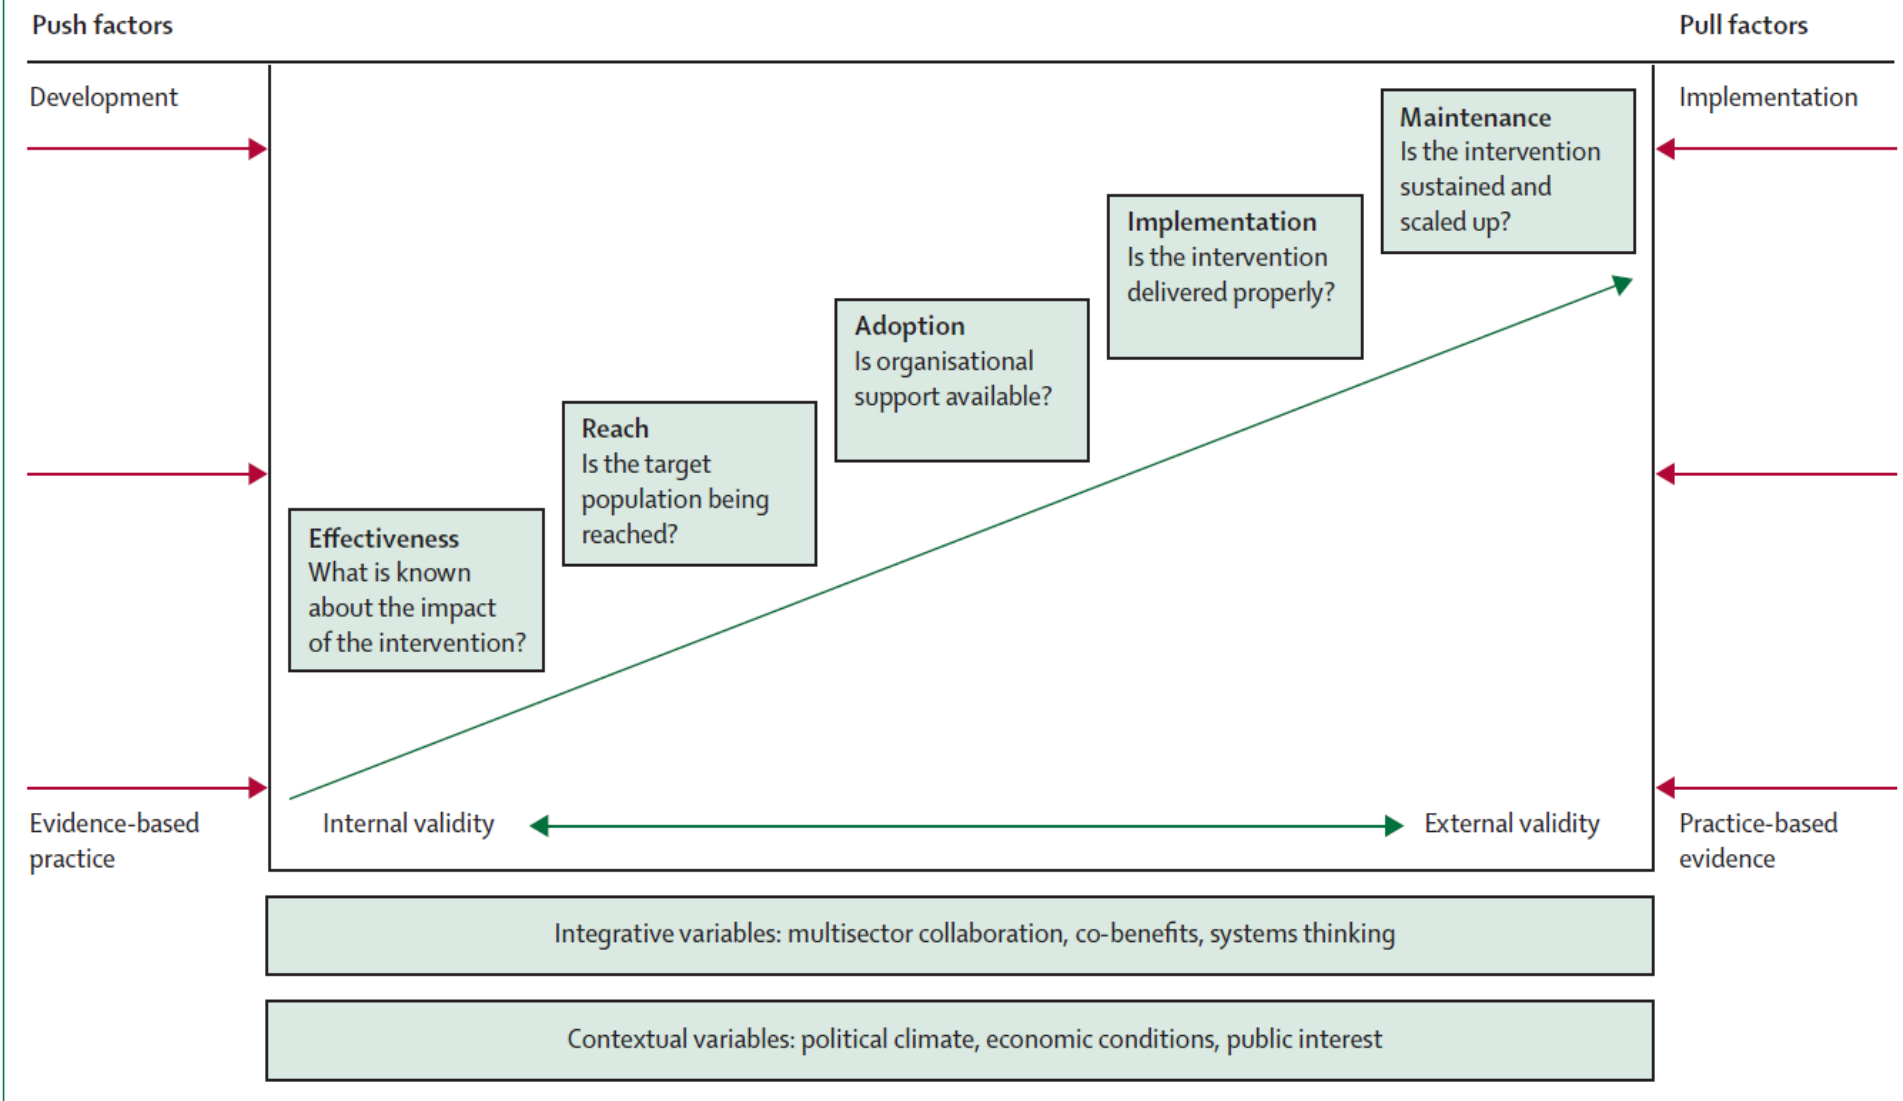 Push factors
Pull factors
Development
Implementation
Maintenance
Is the intervention
sustained and
scaled up?
Implementation
Is the intervention
delivered properly?
Adoption
Is organisational
support available?
Reach
Is the target
population being
reached?
Effectiveness
What is known
about the impact
of the intervention?
Evidence-based
practice
Internal validity
External validity
Practice-based
evidence
Integrative variables: multisector collaboration, co-benefits, systems thinking
Contextual variables: political climate, economic conditions, public interest